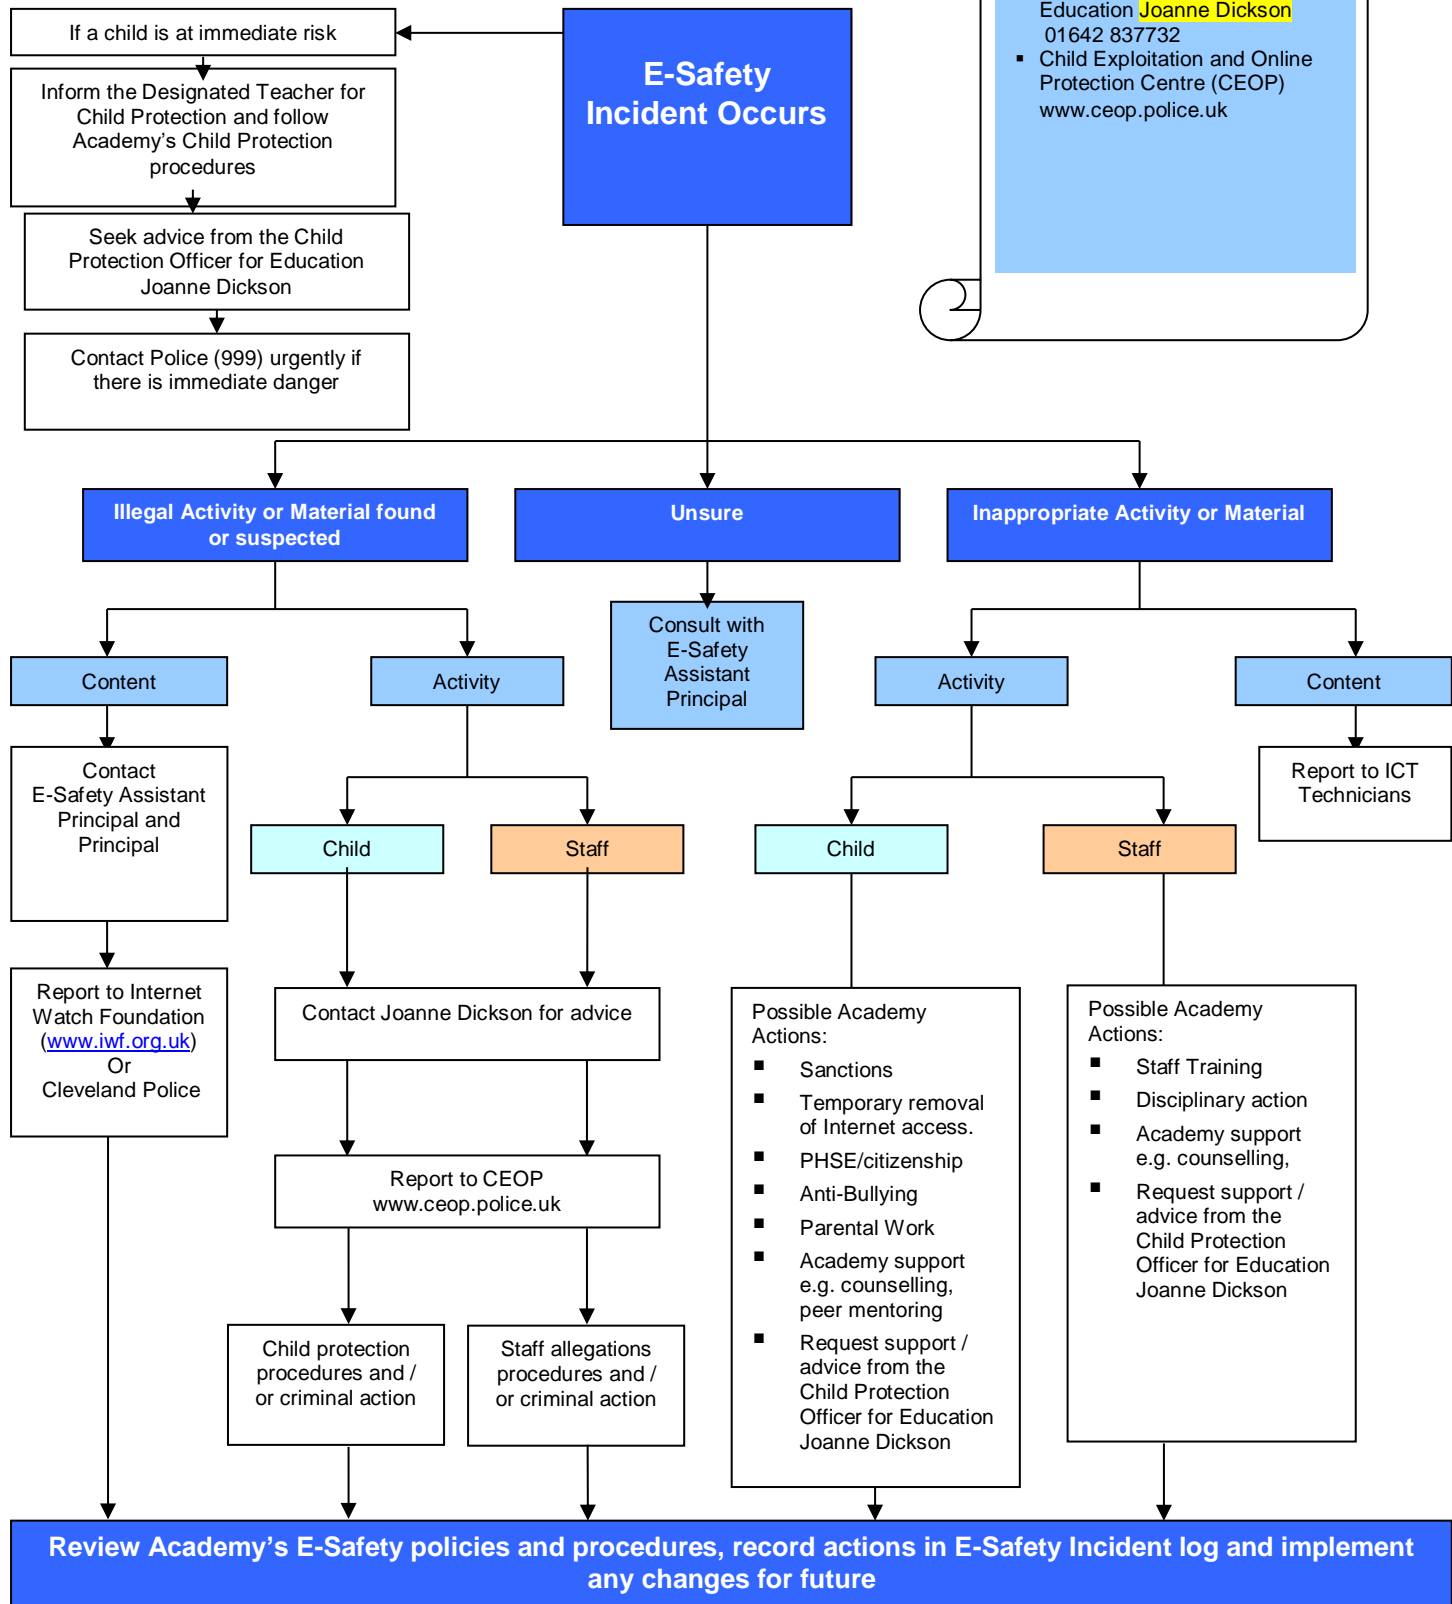 Education Joanne Dickson
01642 837732
▪ Child Exploitation and Online
Protection Centre (CEOP)
www.ceop.police.uk
If a child is at immediate risk
E-Safety
Incident Occurs
Inform the Designated Teacher for
Child Protection and follow
Academy's Child Protection
procedures
Seek advice from the Child
Protection Officer for Education
Joanne Dickson
Contact Police (999) urgently if
there is immediate danger
Illegal Activity or Material found
or suspected
Unsure
Inappropriate Activity or Material
Consult with
E-Safety
Assistant
Principal
Content
Activity
Activity
Content
Contact
E-Safety Assistant
Principal and
Principal
Report to ICT
Technicians
Child
Staff
Child
Staff
Report to Internet
Watch Foundation
(www.iwf.org.uk)
Or
Cleveland Police
Contact Joanne Dickson for advice
Report to CEOP
www.ceop.police.uk
Child protection
procedures and /
or criminal action
Staff allegations
procedures and /
or criminal action
Possible Academy
Actions:
▪ Sanctions
▪ Temporary removal
of Internet access.
▪ PHSE/citizenship
▪ Anti-Bullying
▪ Parental Work
▪ Academy support
e.g. counselling,
peer mentoring
▪ Request support /
advice from the
Child Protection
Officer for Education
Joanne Dickson
Possible Academy
Actions:
▪ Staff Training
▪ Disciplinary action
▪ Academy support
e.g. counselling,
▪ Request support /
advice from the
Child Protection
Officer for Education
Joanne Dickson
Review Academy's E-Safety policies and procedures, record actions in E-Safety Incident log and implement
any changes for future